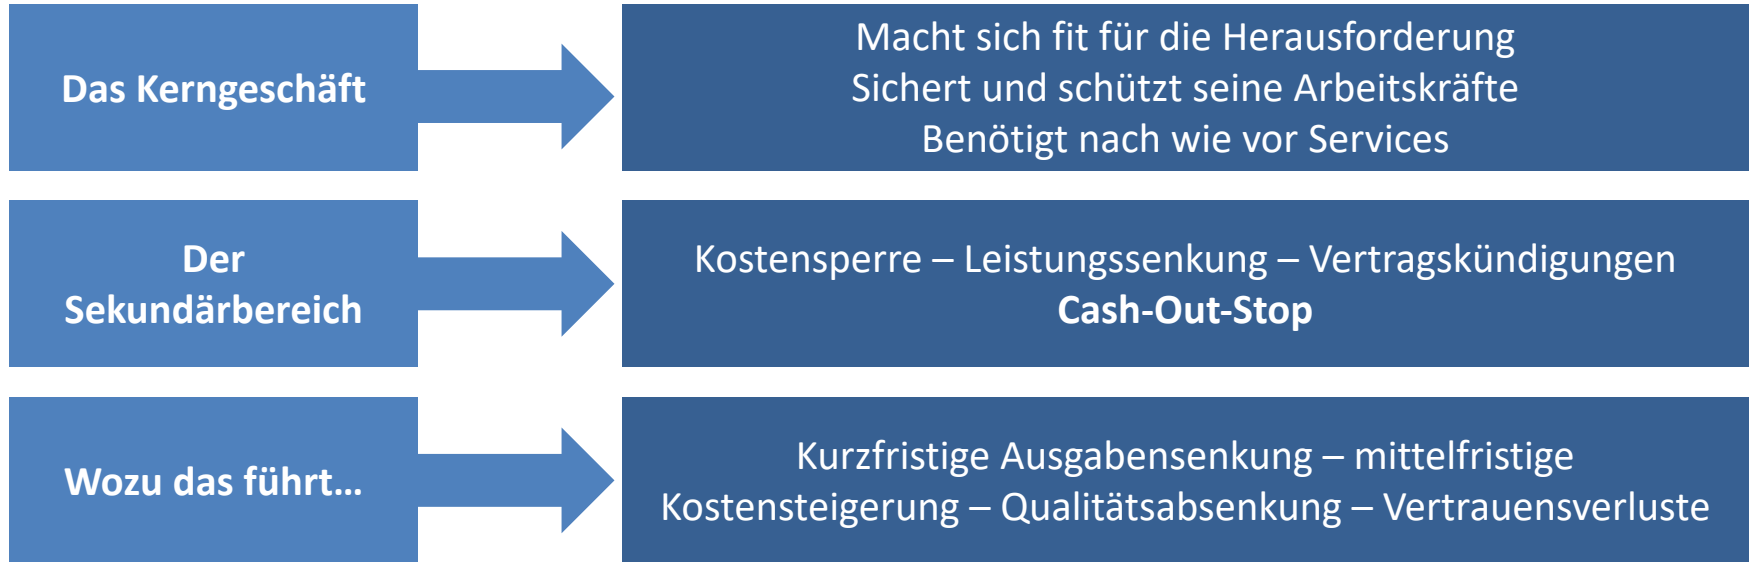 Das Kerngeschäft
Macht sich fit für die Herausforderung
Sichert und schützt seine Arbeitskräfte
Benötigt nach wie vor Services
Der
Sekundärbereich
Kostensperre – Leistungssenkung – Vertragskündigungen
Cash-Out-Stop
Wozu das führt…
Kurzfristige Ausgabensenkung – mittelfristige
Kostensteigerung – Qualitätsabsenkung – Vertrauensverluste